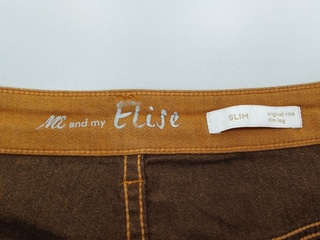 ME and my Elise
SLIM
original rise
slim leg